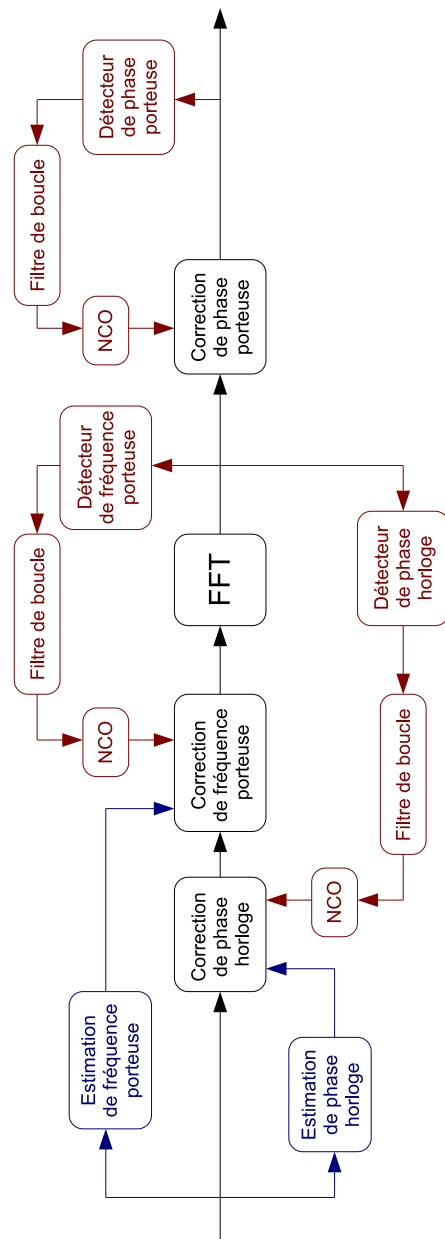 Estimation
de fréquence
porteuse
Estimation
de phase
horloge
Correction
de phase
horloge
NCO
Filtre de boucle
Détecteur
de phase
horloge
Correction
de fréquence
porteuse
NCO
Filtre de boucle
Détecteur
de fréquence
porteuse
FFT
Correction
de phase
porteuse
NCO
Filtre de boucle
Détecteur
de phase
porteuse